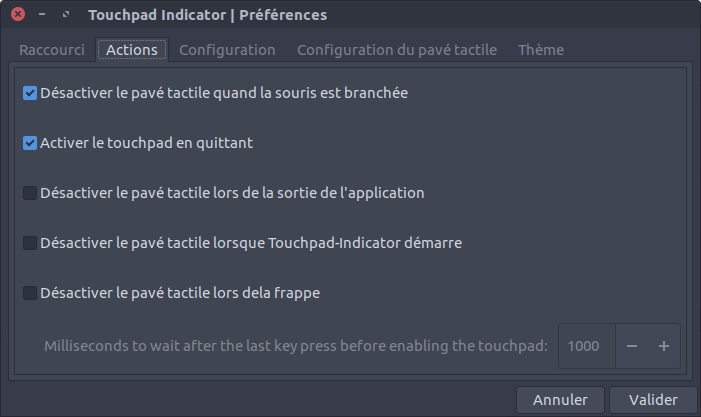 Touchpad Indicator | Préférences
Raccourci Actions Configuration Configuration du pavé tactile Thème
Désactiver le pavé tactile quand la souris est branchée
Activer le touchpad en quittant
Désactiver le pavé tactile lors de la sortie de l'application
Désactiver le pavé tactile lorsque Touchpad-Indicator démarre
Désactiver le pavé tactile lors dela frappe
Milliseconds to wait after the last key press before enabling the touchpad: 1000 − +
Annuler Valider